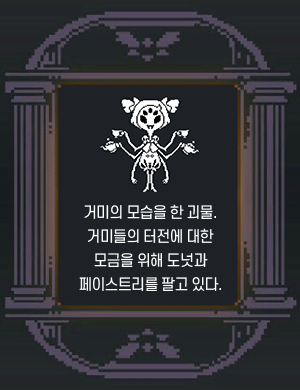 거미의 모습을 한 괴물.
거미들의 터전에 대한
모금을 위해 도넛과
페이스트리를 팔고 있다.